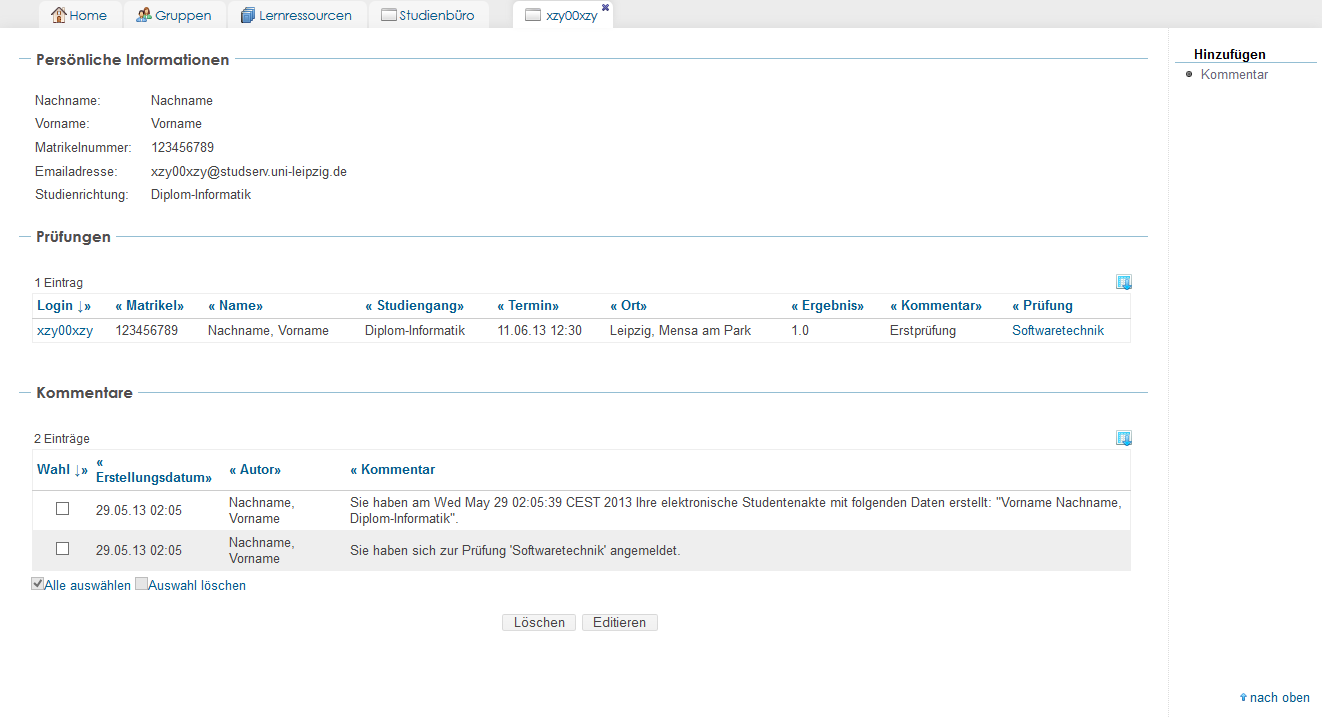 Home Gruppen Lernressourcen Studienbüro xzy00xzy
Hinzufügen
Kommentar
Persönliche Informationen
Nachname: Nachname
Vorname: Vorname
Matrikelnummer: 123456789
Emailadresse: xzy00xzy@studserv.uni-leipzig.de
Studienrichtung: Diplom-Informatik
Prüfungen
1 Eintrag
Login ↓» « Matrikel» « Name» « Studiengang» « Termin» « Ort» « Ergebnis» « Kommentar» « Prüfung
xzy00xzy 123456789 Nachname, Vorname Diplom-Informatik 11.06.13 12:30 Leipzig, Mensa am Park 1.0 Erstprüfung Softwaretechnik
Kommentare
2 Einträge
Wahl ↓» « Erstellungsdatum» « Autor» « Kommentar
29.05.13 02:05 Nachname, Vorname Sie haben am Wed May 29 02:05:39 CEST 2013 Ihre elektronische Studentenakte mit folgenden Daten erstellt: "Vorname Nachname,
Diplom-Informatik".
29.05.13 02:05 Nachname, Vorname Sie haben sich zur Prüfung 'Softwaretechnik' angemeldet.
Alle auswählen Auswahl löschen
Löschen Editieren
nach oben